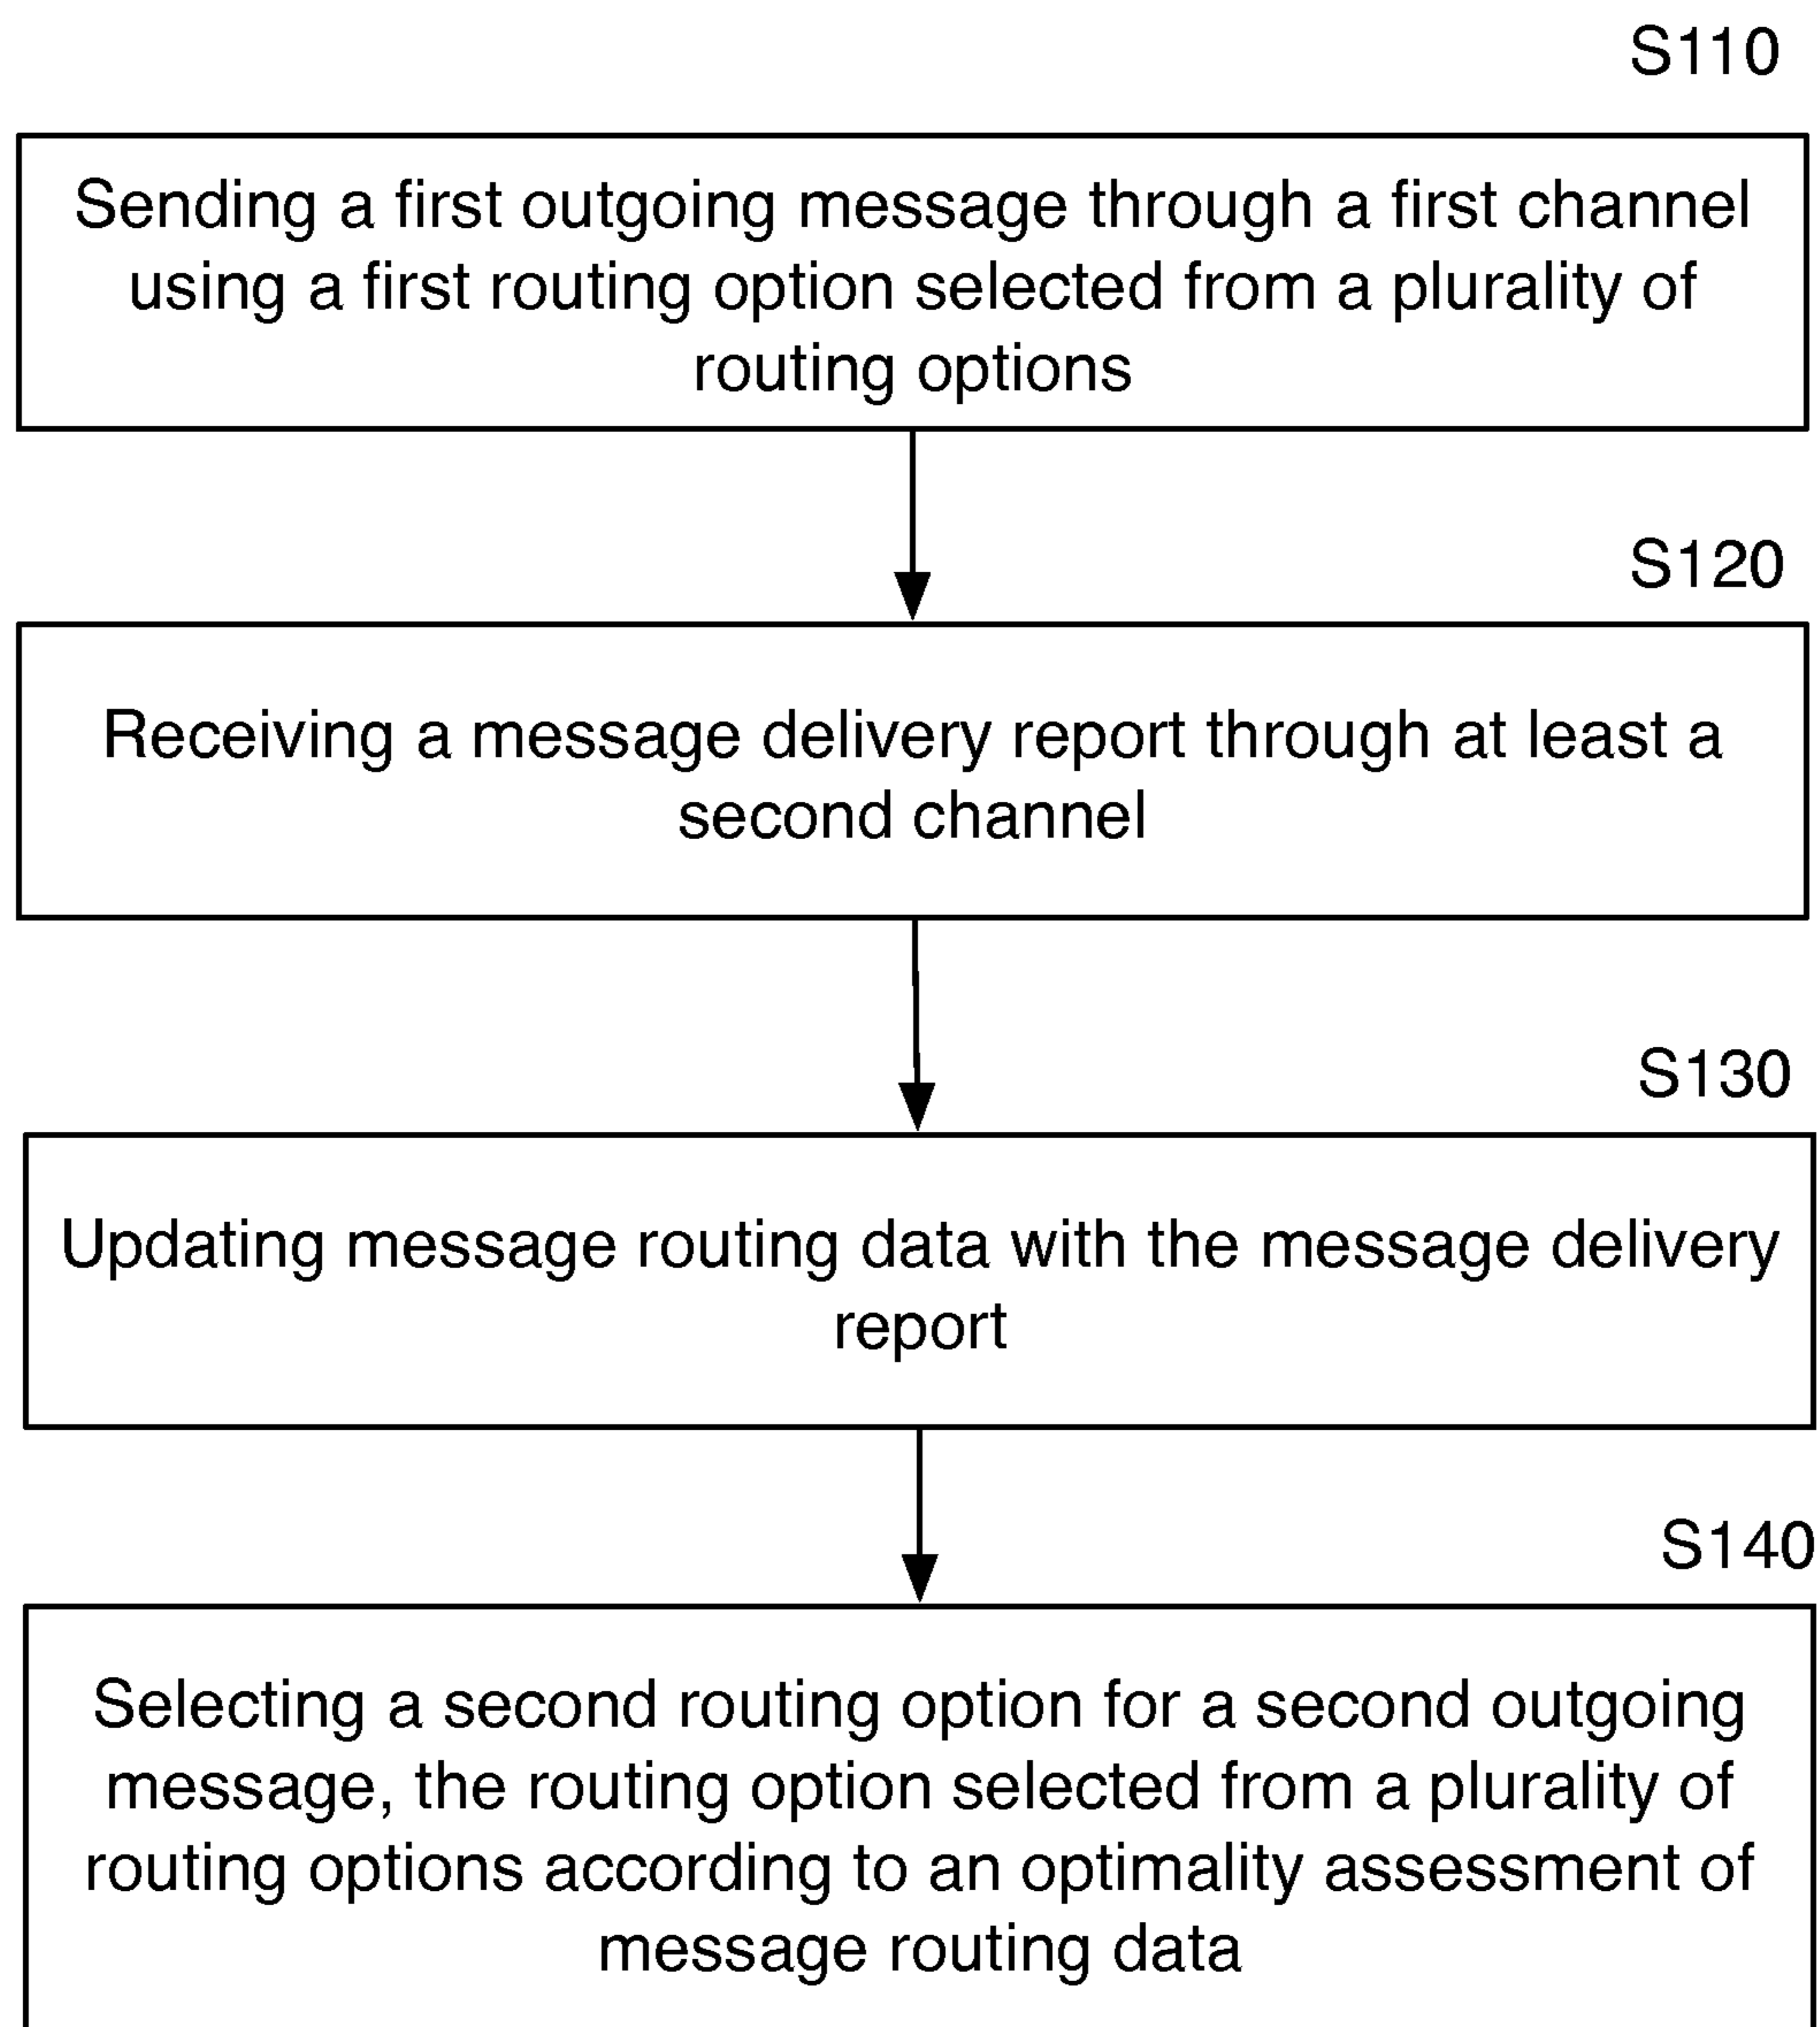 S110
Sending a first outgoing message through a first channel
using a first routing option selected from a plurality of
routing options
S120
Receiving a message delivery report through at least a
second channel
S130
Updating message routing data with the message delivery
report
S140
Selecting a second routing option for a second outgoing
message, the routing option selected from a plurality of
routing options according to an optimality assessment of
message routing data